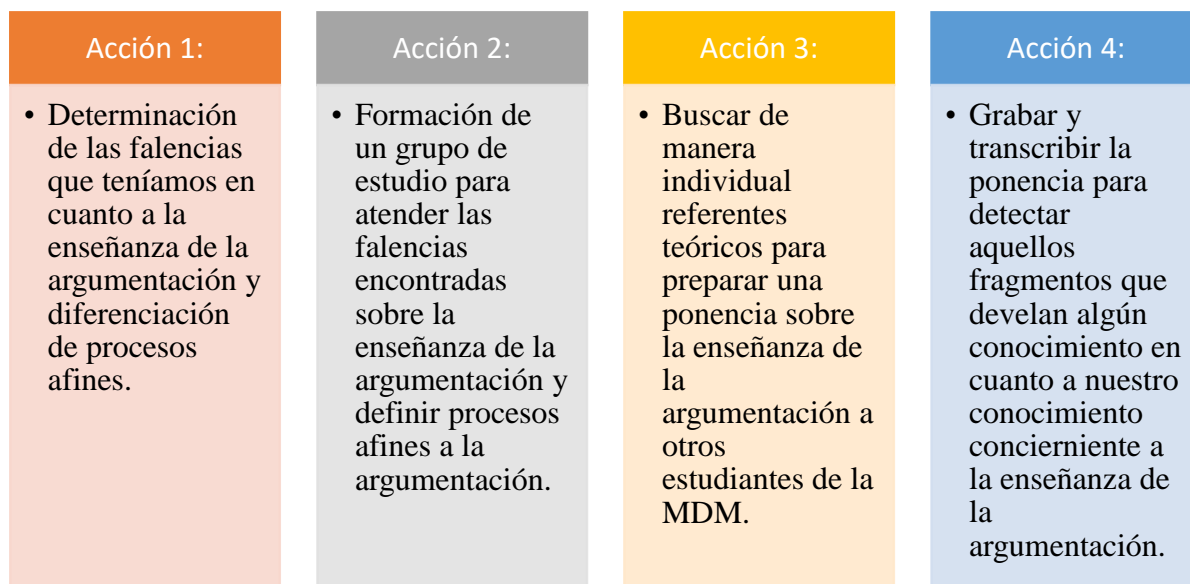 Acción 1:
• Determinación
de las falencias
que teníamos en
cuanto a la
enseñanza de la
argumentación y
diferenciación
de procesos
afines.
Acción 2:
• Formación de
un grupo de
estudio para
atender las
falencias
encontradas
sobre la
enseñanza de la
argumentación y
definir procesos
afines a la
argumentación.
Acción 3:
• Buscar de
manera
individual
referentes
teóricos para
preparar una
ponencia sobre
la enseñanza de
la
argumentación a
otros
estudiantes de la
MDM.
Acción 4:
• Grabar y
transcribir la
ponencia para
detectar
aquellos
fragmentos que
develan algún
conocimiento en
cuanto a nuestro
conocimiento
concierniente a
la enseñanza de
la
argumentación.